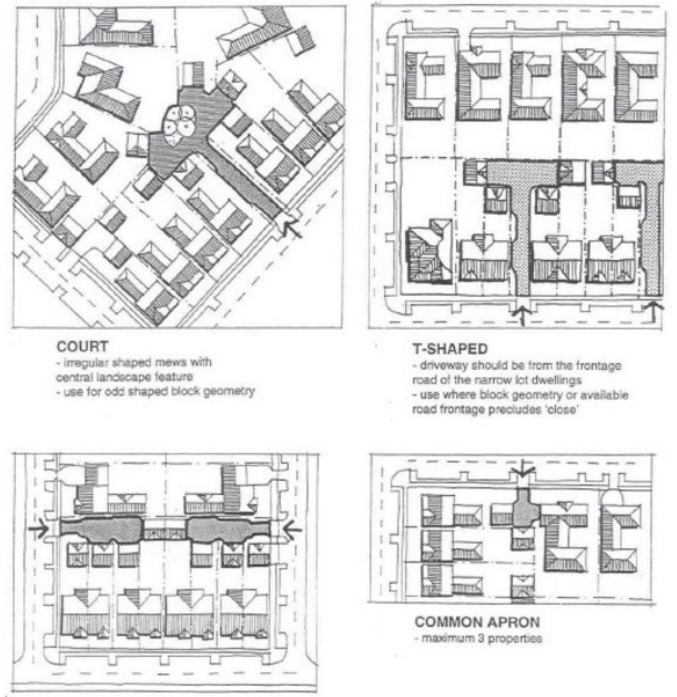 COURT
- irregular shaped mews with
central landscape feature
- use for odd shaped block geometry
T-SHAPED
- driveway should be from the frontage
road of the narrow lot dwellings
- use where block geometry or available
road frontage precludes 'close'
COMMON APRON
- maximum 3 properties